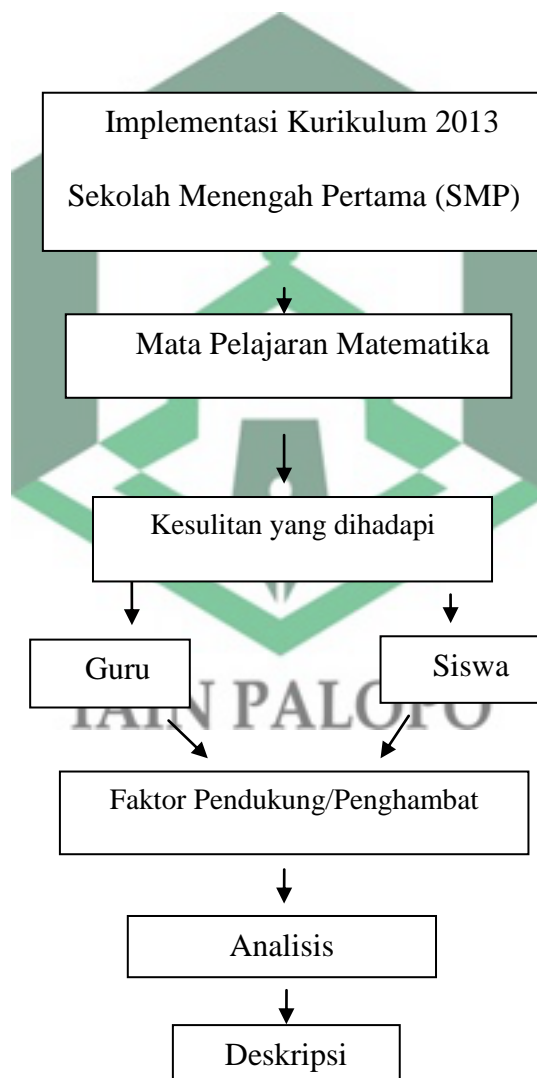 Implementasi Kurikulum 2013
Sekolah Menengah Pertama (SMP)
Mata Pelajaran Matematika
Kesulitan yang dihadapi
Guru
Siswa
IAIN PALOPO
Faktor Pendukung/Penghambat
Analisis
Deskripsi